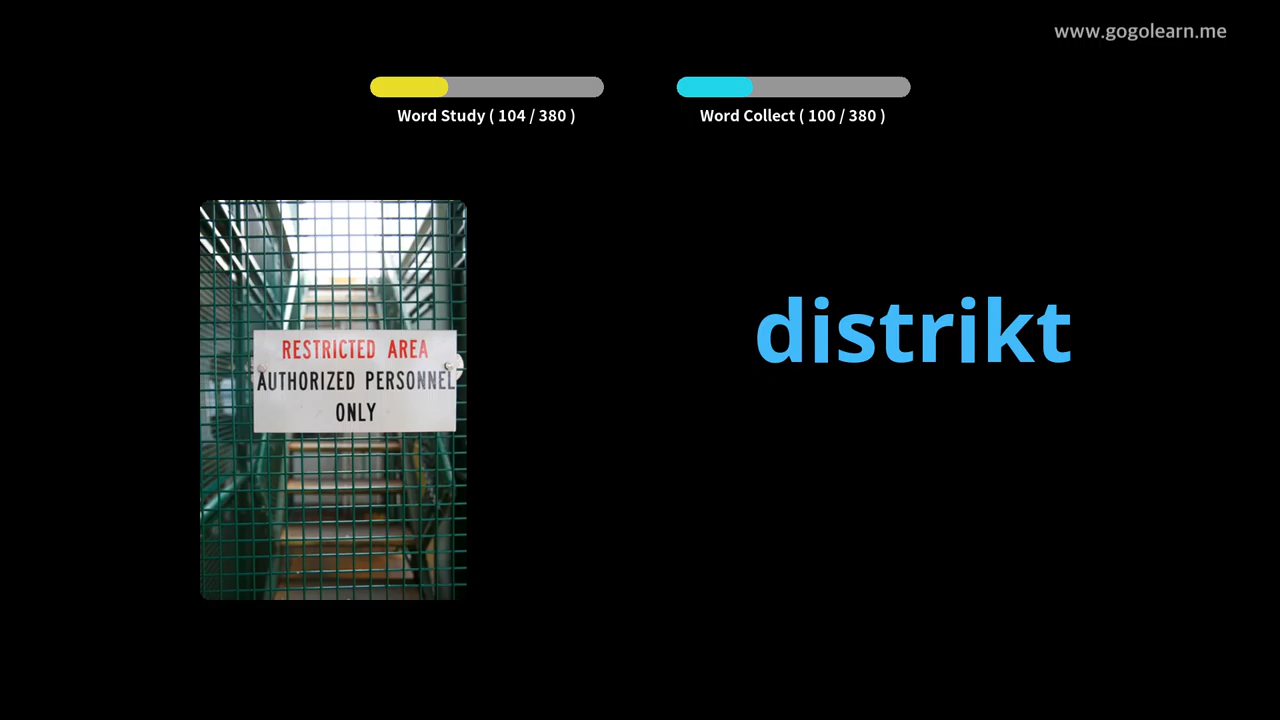 www.gogolearn.me
Word Study ( 104 / 380 )
Word Collect ( 100 / 380 )
RESTRICTED AREA
AUTHORIZED PERSONNEL
ONLY
distrikt